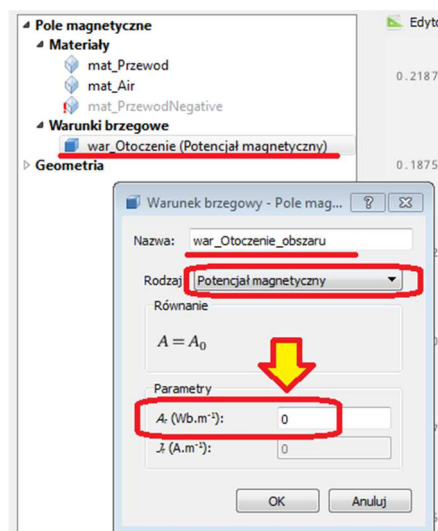 Pole magnetyczne
Edyto
Materiały
mat_Przewod
mat_Air
0.2187
mat_PrzewodNegative
Warunki brzegowe
war_Otoczenie (Potencjał magnetyczny)
Geometria
0.1875
Warunek brzegowy - Pole mag...
Nazwa: war_Otoczenie_obszaru
Rodzaj Potencjał magnetyczny
Równanie
A = A₀
Parametry
Aᵣ (Wb.m⁻¹): 0
Jᵣ (A.m⁻¹): 0
OK Anuluj